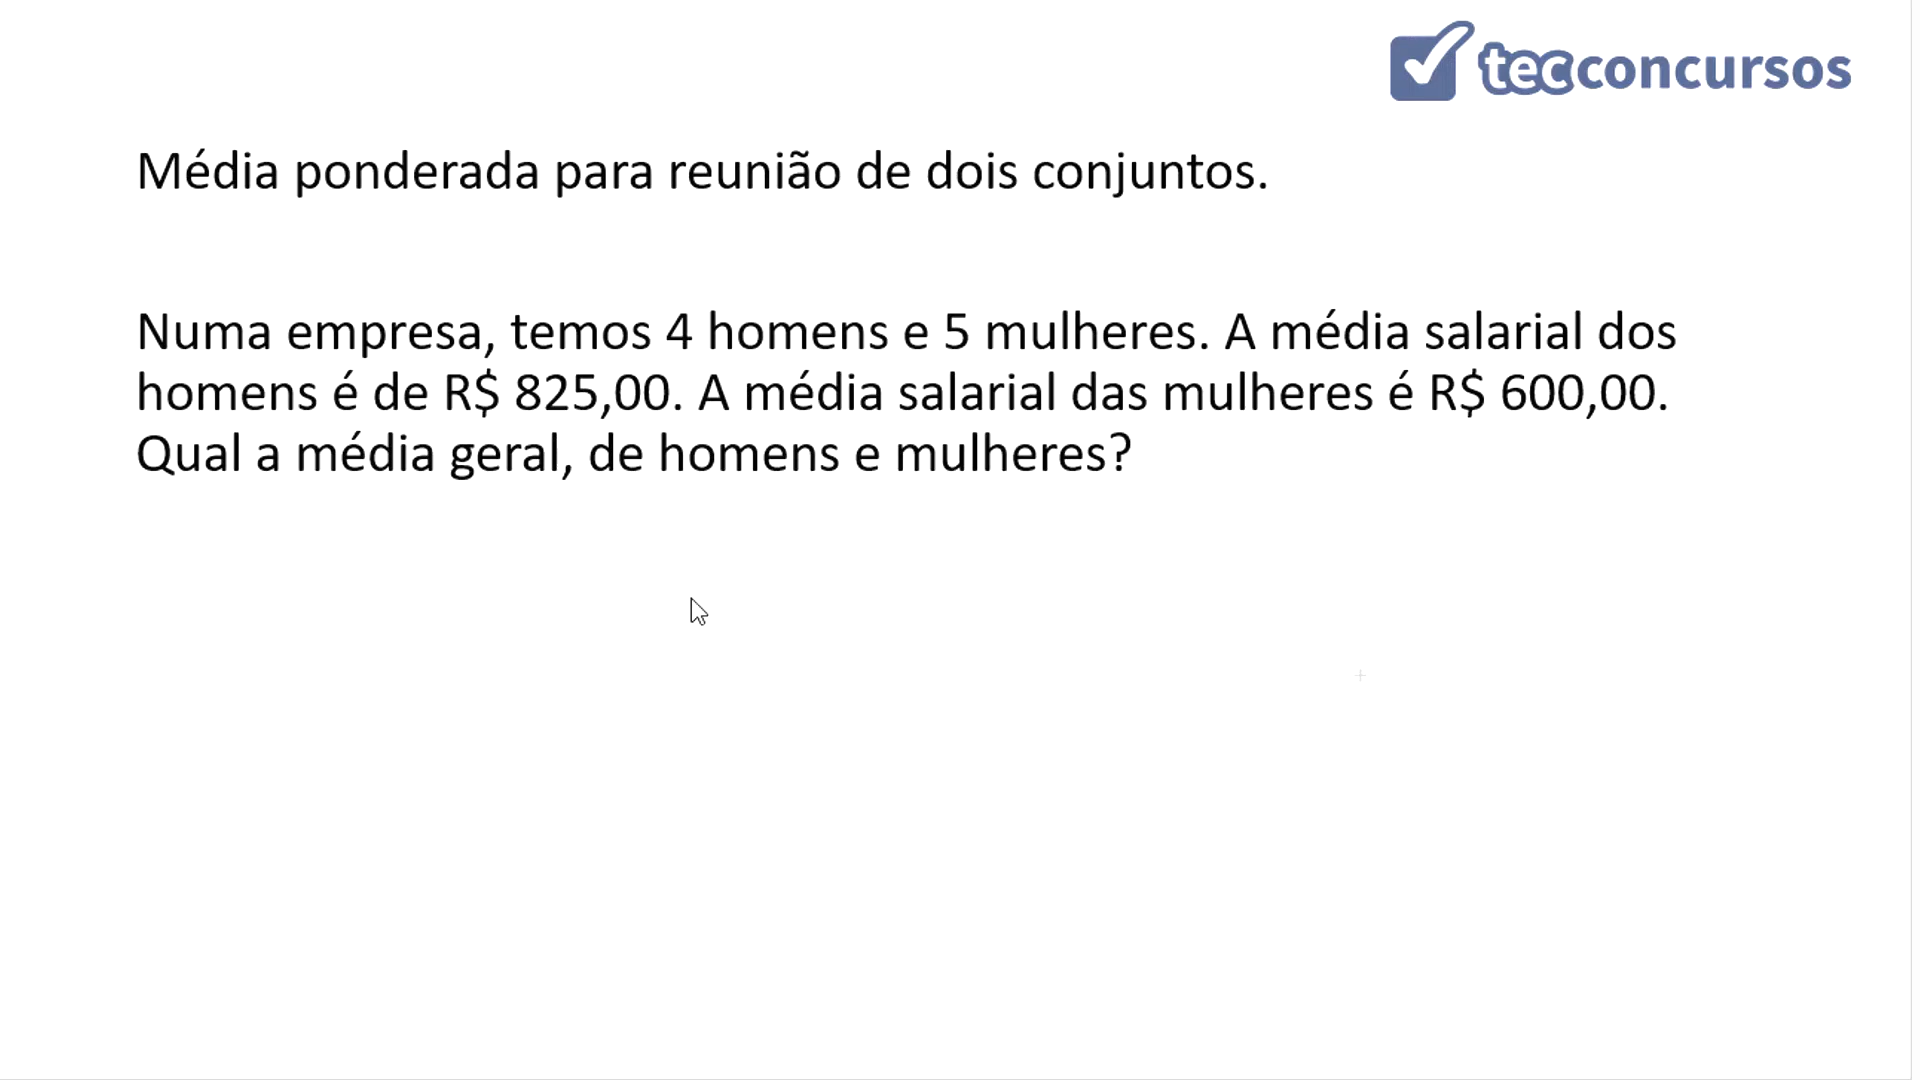 tecconcursos
Média ponderada para reunião de dois conjuntos.
Numa empresa, temos 4 homens e 5 mulheres. A média salarial dos
homens é de R$ 825,00. A média salarial das mulheres é R$ 600,00.
Qual a média geral, de homens e mulheres?